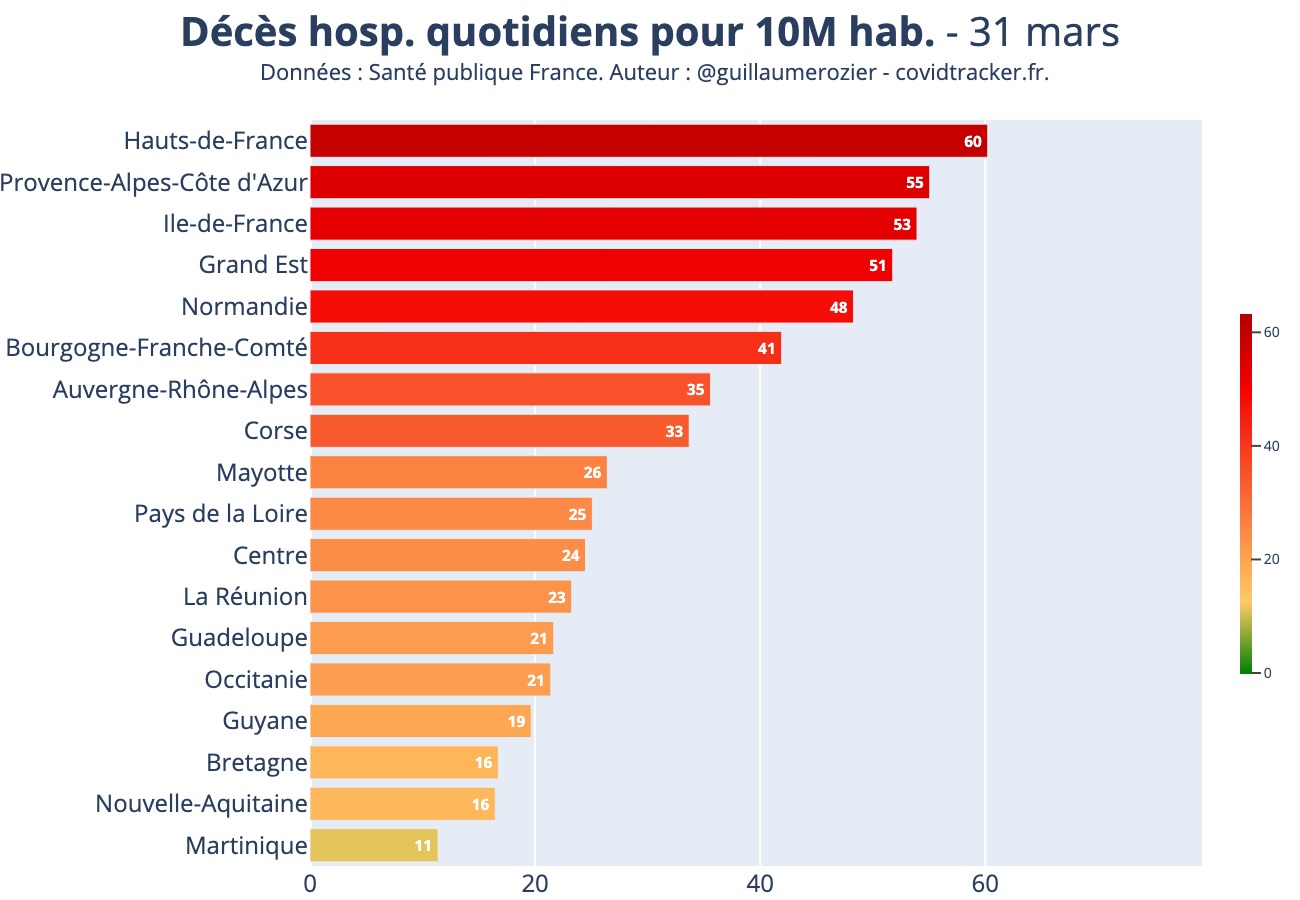 Décès hosp. quotidiens pour 10M hab. - 31 mars
Données : Santé publique France. Auteur : @guillaumerozier - covidtracker.fr.
Hauts-de-France 60
Provence-Alpes-Côte d'Azur 55
Ile-de-France 53
Grand Est 51
Normandie 48
Bourgogne-Franche-Comté 41
Auvergne-Rhône-Alpes 35
Corse 33
Mayotte 26
Pays de la Loire 25
Centre 24
La Réunion 23
Guadeloupe 21
Occitanie 21
Guyane 19
Bretagne 16
Nouvelle-Aquitaine 16
Martinique 11
0 20 40 60
60
40
20
0